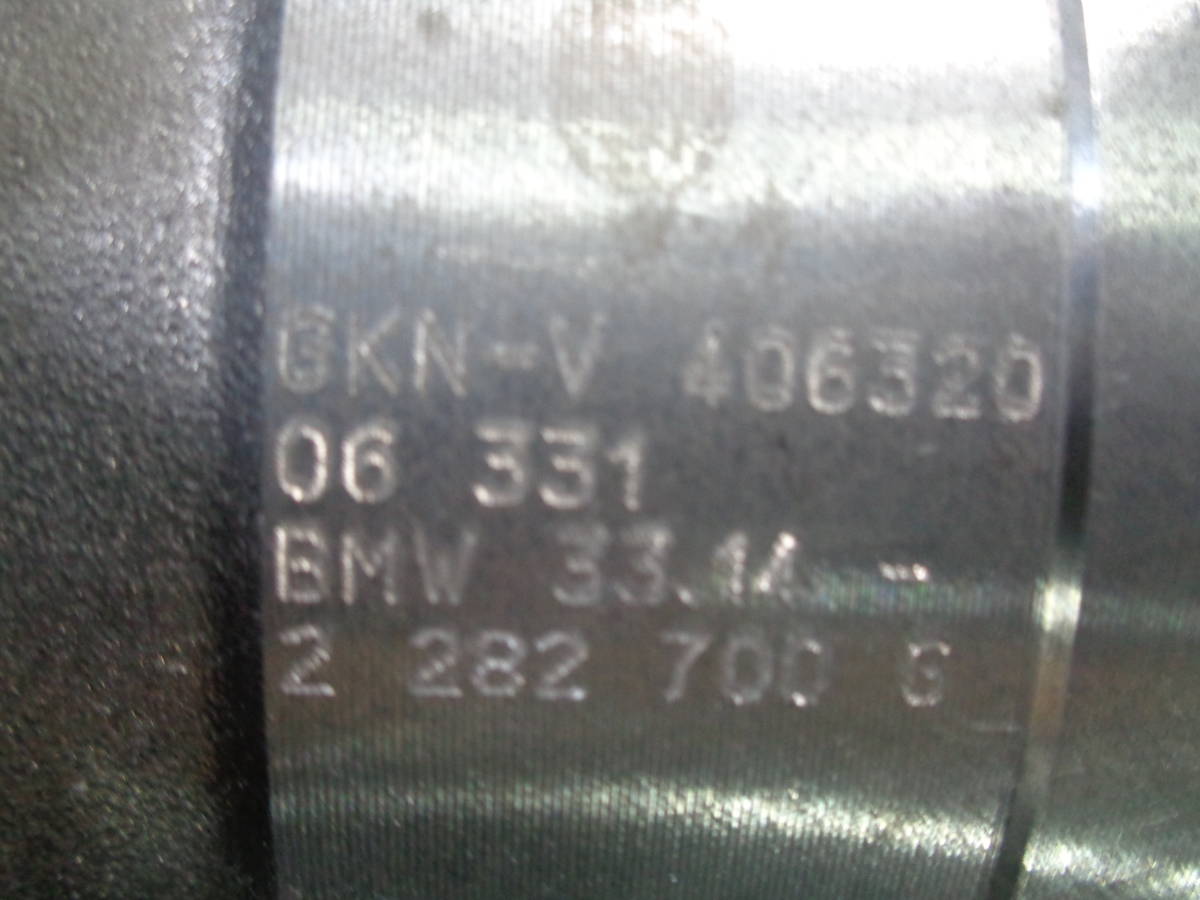 GKN-V 406320
06 331
BMW 33.14 -
2 282 700 G